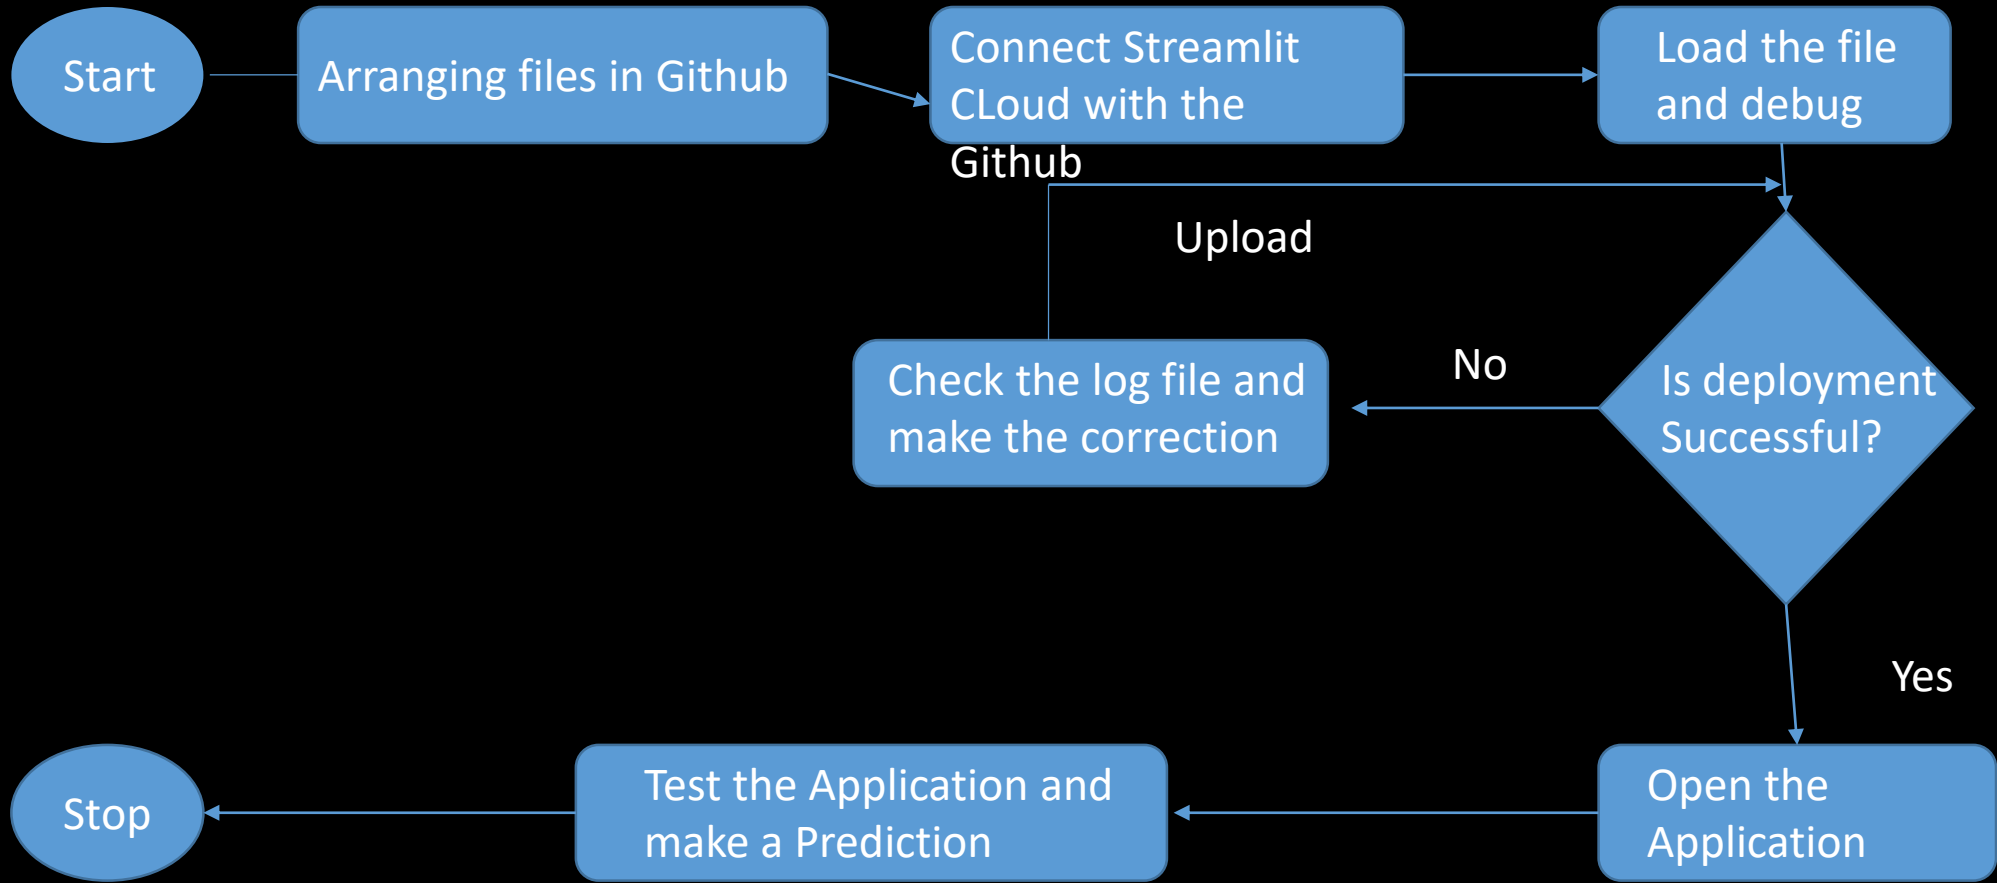 Start
Arranging files in Github
Connect Streamlit
CLoud with the
Github
Load the file
and debug
Upload
No
Check the log file and
make the correction
Is deployment
Successful?
Yes
Open the
Application
Test the Application and
make a Prediction
Stop